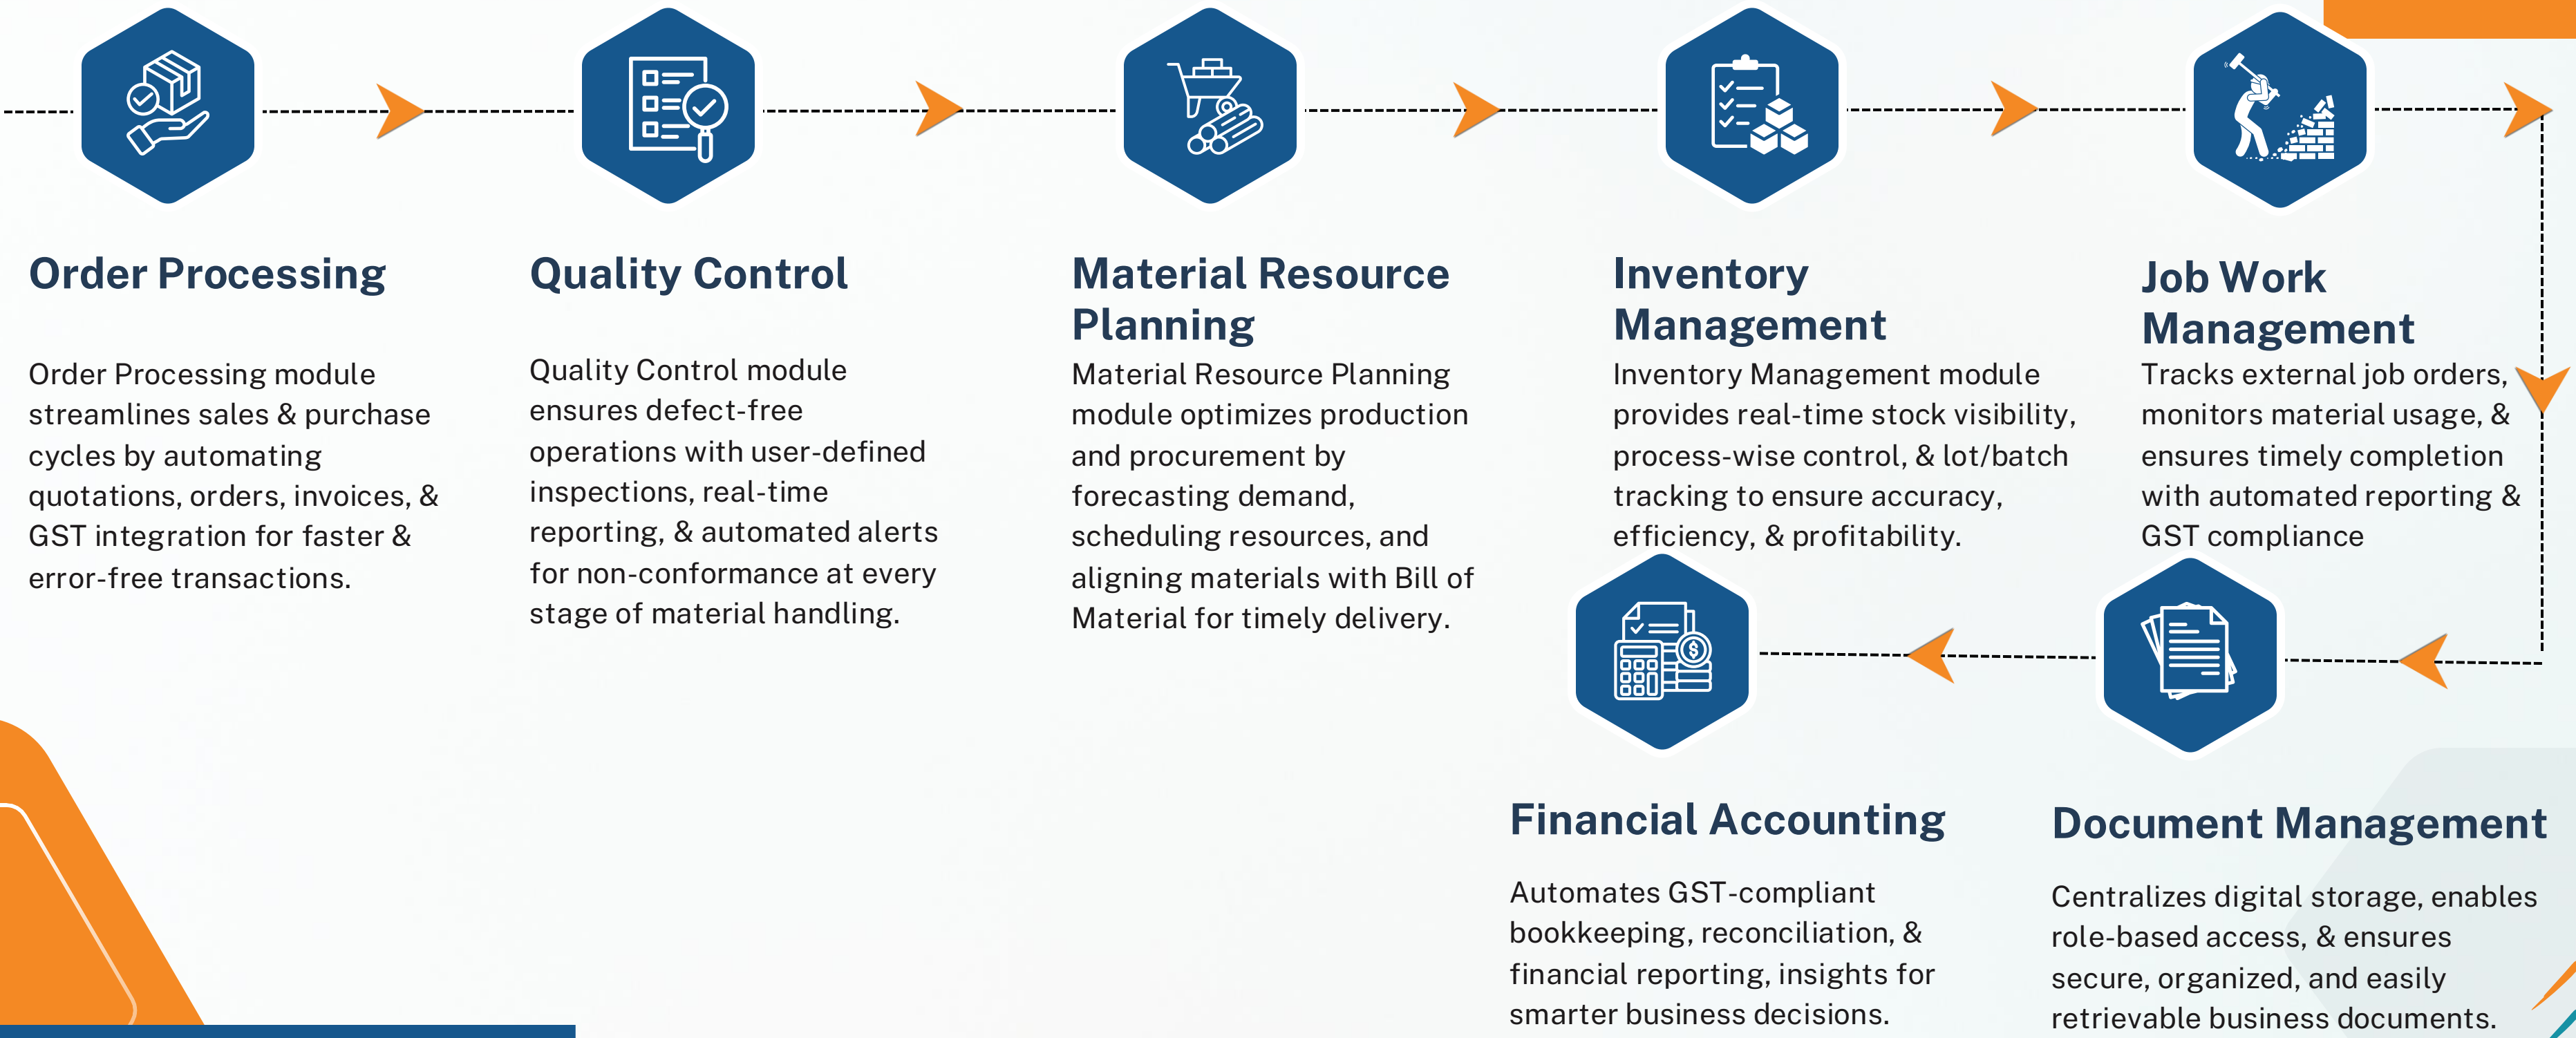 Order Processing
Order Processing module
streamlines sales & purchase
cycles by automating
quotations, orders, invoices, &
GST integration for faster &
error-free transactions.
Quality Control
Quality Control module
ensures defect-free
operations with user-defined
inspections, real-time
reporting, & automated alerts
for non-conformance at every
stage of material handling.
Material Resource
Planning
Material Resource Planning
module optimizes production
and procurement by
forecasting demand,
scheduling resources, and
aligning materials with Bill of
Material for timely delivery.
Inventory
Management
Inventory Management module
provides real-time stock visibility,
process-wise control, & lot/batch
tracking to ensure accuracy,
efficiency, & profitability.
Job Work
Management
Tracks external job orders,
monitors material usage, &
ensures timely completion
with automated reporting &
GST compliance
$
Financial Accounting
Automates GST-compliant
bookkeeping, reconciliation, &
financial reporting, insights for
smarter business decisions.
Document Management
Centralizes digital storage, enables
role-based access, & ensures
secure, organized, and easily
retrievable business documents.